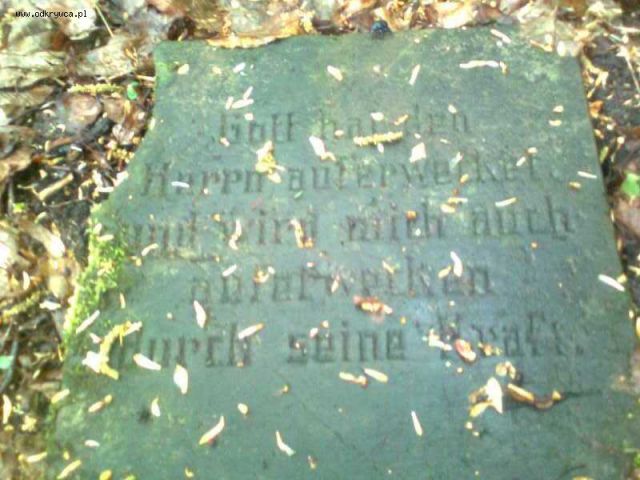 www.odkrywca.pl
Gott hat den
Herrn auferwecket,
und wird mich auch
auferwecken
durch seine Kraft.